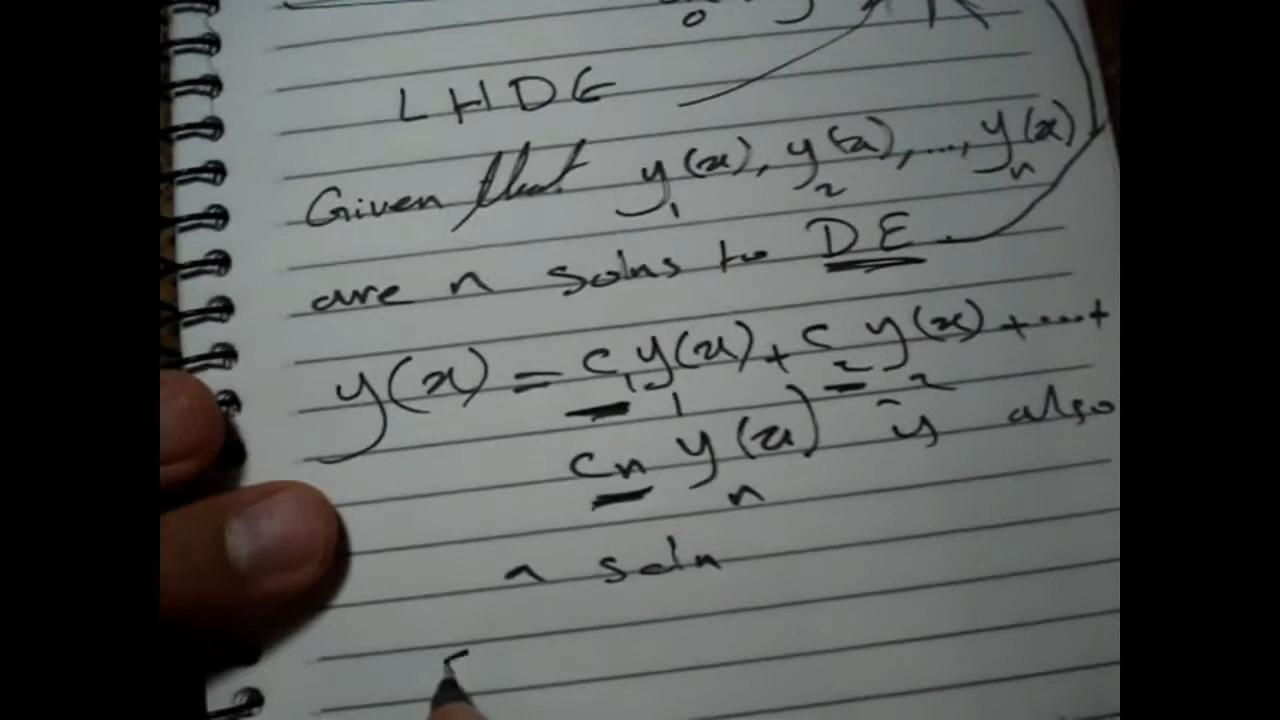 LHDE
Given that y₁(x), y₂(x), ..., yₙ(x)
are n solns to DE
y(x) = c₁y₁(x) + c₂y₂(x) + ... +
cₙyₙ(x) is also
a soln